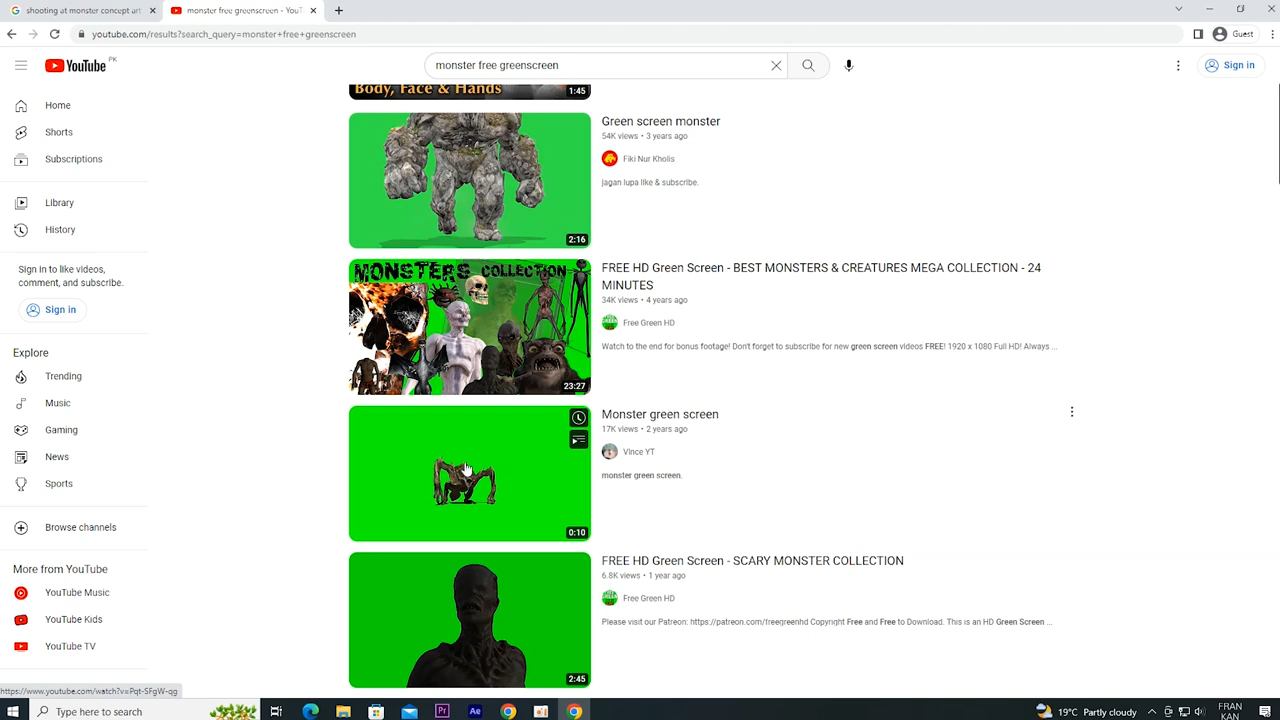 shooting at monster concept art
monster free greenscreen - YouT
youtube.com/results?search_query=monster+free+greenscreen
Guest
YouTube PK
monster free greenscreen
Sign in
Home
Shorts
Subscriptions
Library
History
Sign in to like videos, comment, and subscribe.
Sign in
Explore
Trending
Music
Gaming
News
Sports
Browse channels
More from YouTube
YouTube Music
YouTube Kids
YouTube TV
Body, Face & Hands
1:45
Green screen monster
54K views • 3 years ago
Fiki Nur Kholis
jagan lupa like & subscribe.
2:16
MONSTERS COLLECTION
FREE HD Green Screen - BEST MONSTERS & CREATURES MEGA COLLECTION - 24
MINUTES
34K views • 4 years ago
Free Green HD
Watch to the end for bonus footage! Don't forget to subscribe for new green screen videos FREE! 1920 x 1080 Full HD! Always ...
23:27
Monster green screen
17K views • 2 years ago
Vince YT
monster green screen.
0:10
FREE HD Green Screen - SCARY MONSTER COLLECTION
6.8K views • 1 year ago
Free Green HD
Please visit our Patreon: https://patreon.com/freegreenhd Copyright Free and Free to Download. This is an HD Green Screen ...
2:45
https://www.youtube.com/watch?v=Pqt-SFgW-qg
Type here to search
Pr
Ae
19°C Partly cloudy
FRAN
KAN